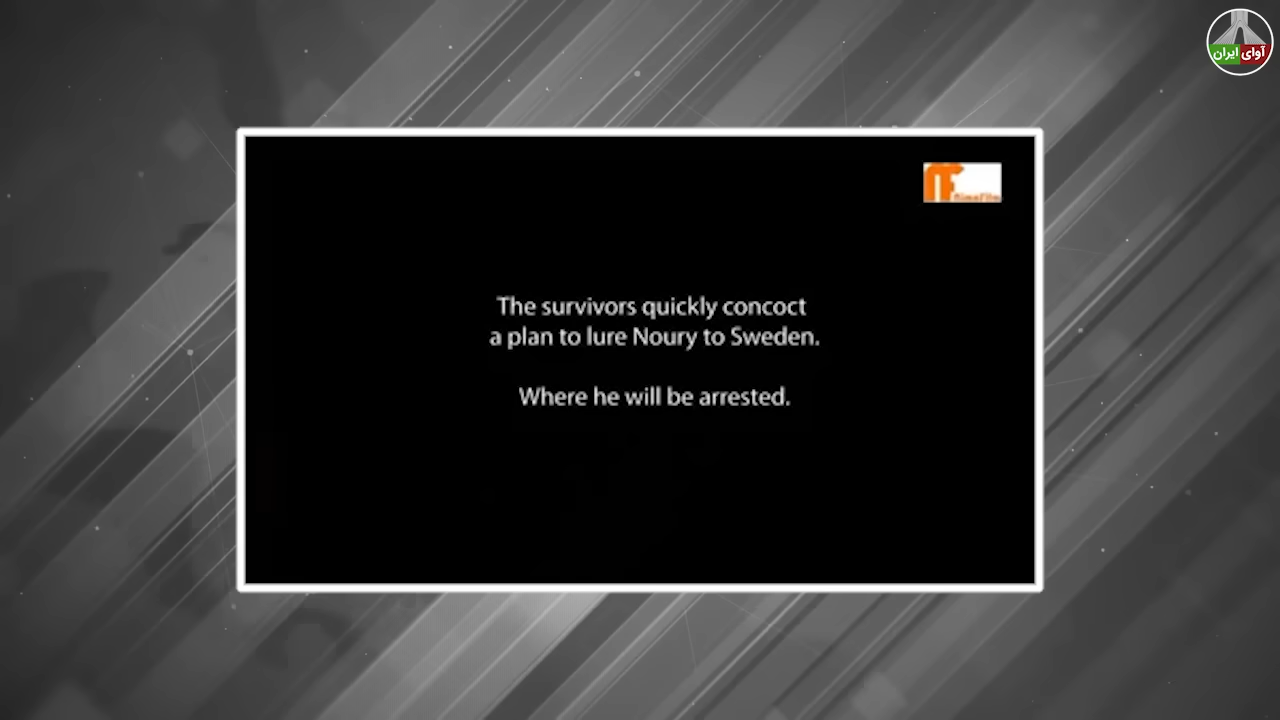 آوای ایران
The survivors quickly concoct
a plan to lure Noury to Sweden.
Where he will be arrested.